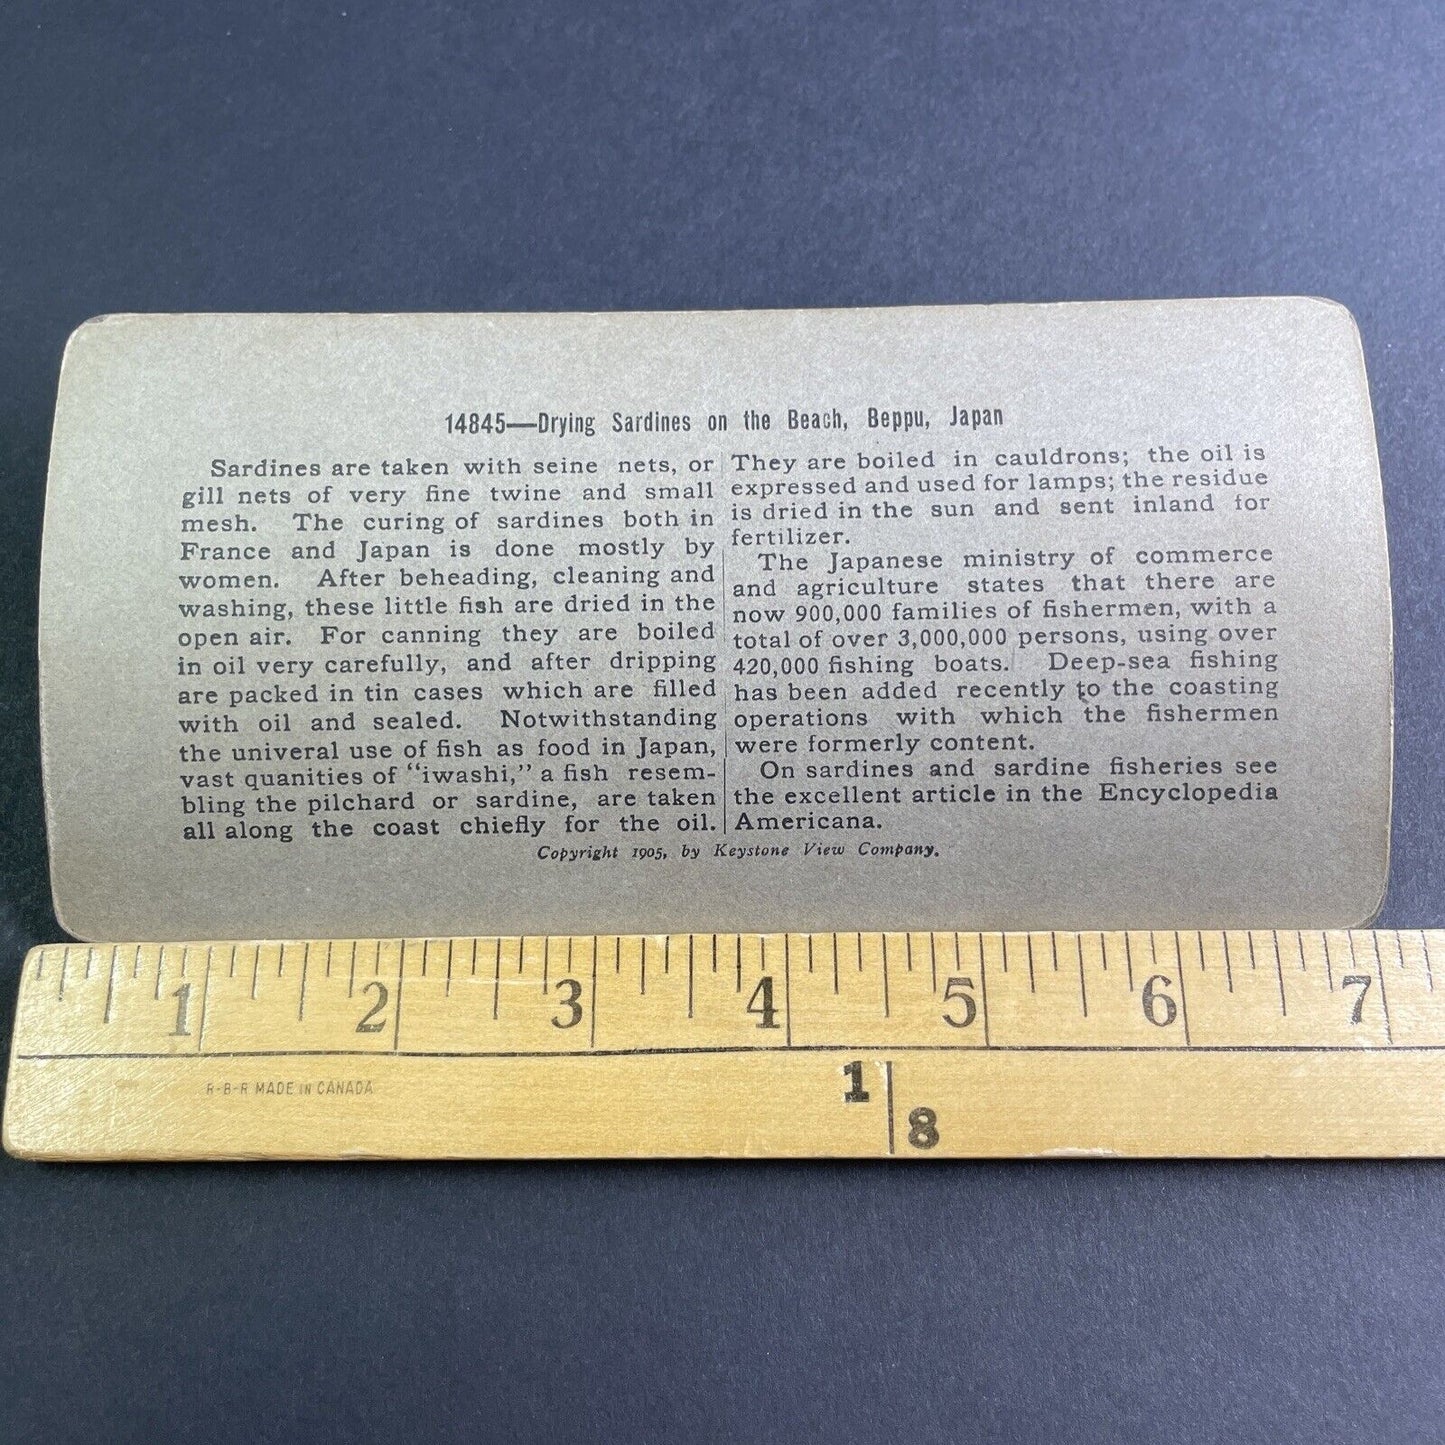 14845—Drying Sardines on the Beach, Beppu, Japan
Sardines are taken with seine nets, or
gill nets of very fine twine and small
mesh. The curing of sardines both in
France and Japan is done mostly by
women. After beheading, cleaning and
washing, these little fish are dried in the
open air. For canning they are boiled
in oil very carefully, and after dripping
are packed in tin cases which are filled
with oil and sealed. Notwithstanding
the univeral use of fish as food in Japan,
vast quanities of "iwashi," a fish resem-
bling the pilchard or sardine, are taken
all along the coast chiefly for the oil.
They are boiled in cauldrons; the oil is
expressed and used for lamps; the residue
is dried in the sun and sent inland for
fertilizer.
The Japanese ministry of commerce
and agriculture states that there are
now 900,000 families of fishermen, with a
total of over 3,000,000 persons, using over
420,000 fishing boats. Deep-sea fishing
has been added recently to the coasting
operations with which the fishermen
were formerly content.
On sardines and sardine fisheries see
the excellent article in the Encyclopedia
Americana.
Copyright 1905, by Keystone View Company.
1 2 3 4 5 6 7
R-B-R MADE IN CANADA
1 8